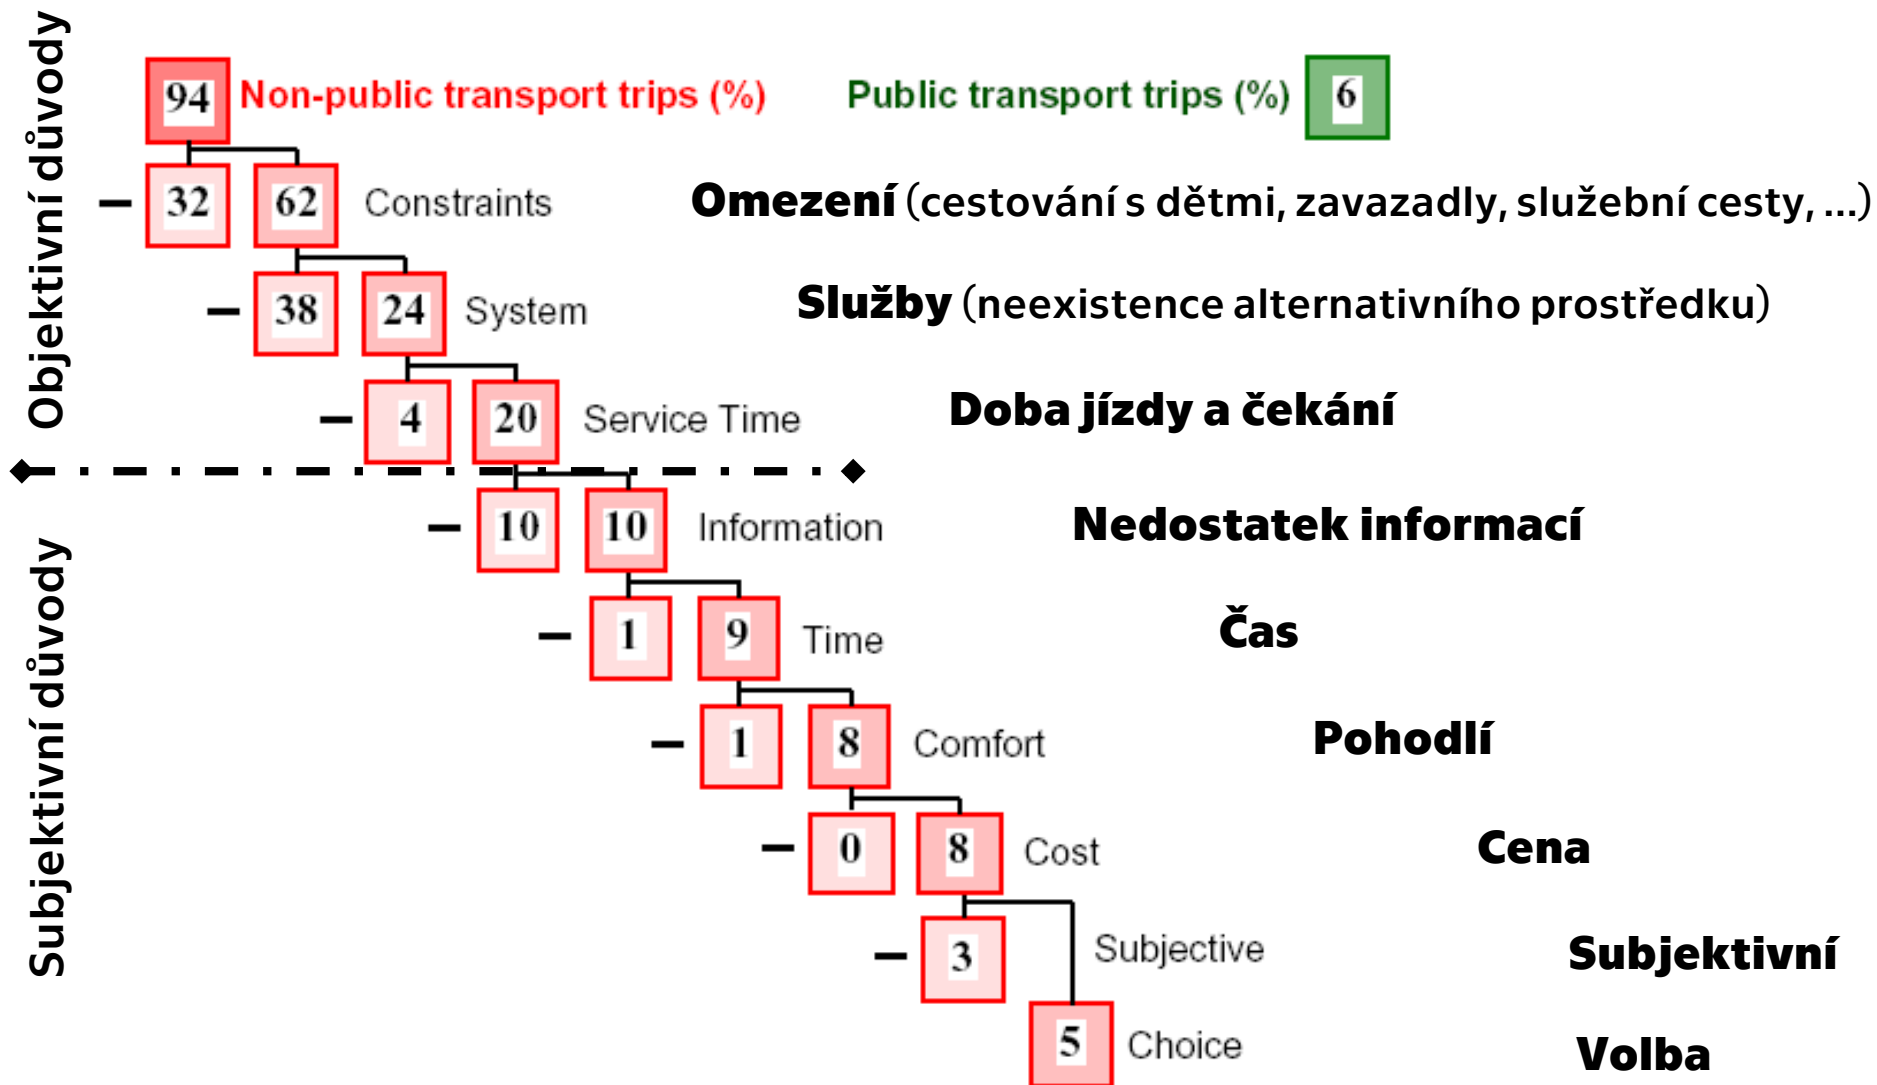 Objektivní důvody
94 Non-public transport trips (%) Public transport trips (%) 6
– 32 62 Constraints Omezení (cestování s dětmi, zavazadly, služební cesty, ...)
– 38 24 System Služby (neexistence alternativního prostředku)
– 4 20 Service Time Doba jízdy a čekání
Subjektivní důvody
– 10 10 Information Nedostatek informací
– 1 9 Time Čas
– 1 8 Comfort Pohodlí
– 0 8 Cost Cena
– 3 Subjective Subjektivní
5 Choice Volba